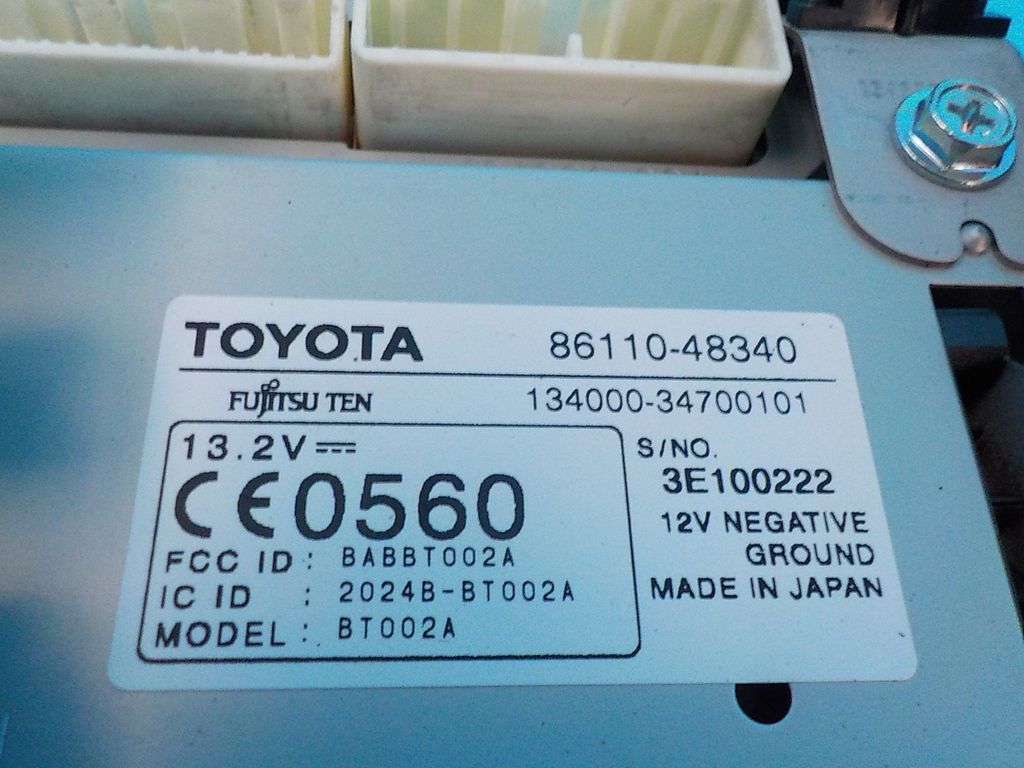 TOYOTA 86110-48340
FUJITSU TEN 134000-34700101
13.2V
CE0560
FCC ID : BABBT002A
IC ID : 2024B-BT002A
MODEL : BT002A
S/NO.
3E100222
12V NEGATIVE
GROUND
MADE IN JAPAN